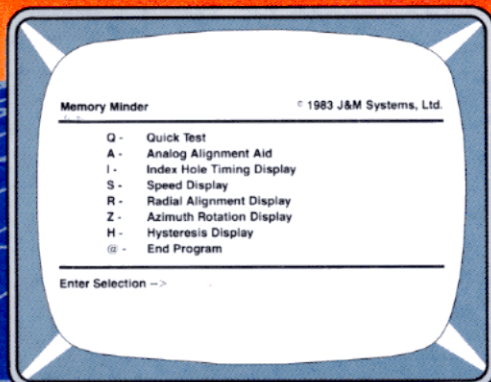 Memory Minder © 1983 J&M Systems, Ltd.
Q - Quick Test
A - Analog Alignment Aid
I - Index Hole Timing Display
S - Speed Display
R - Radial Alignment Display
Z - Azimuth Rotation Display
H - Hysteresis Display
@ - End Program
Enter Selection -->